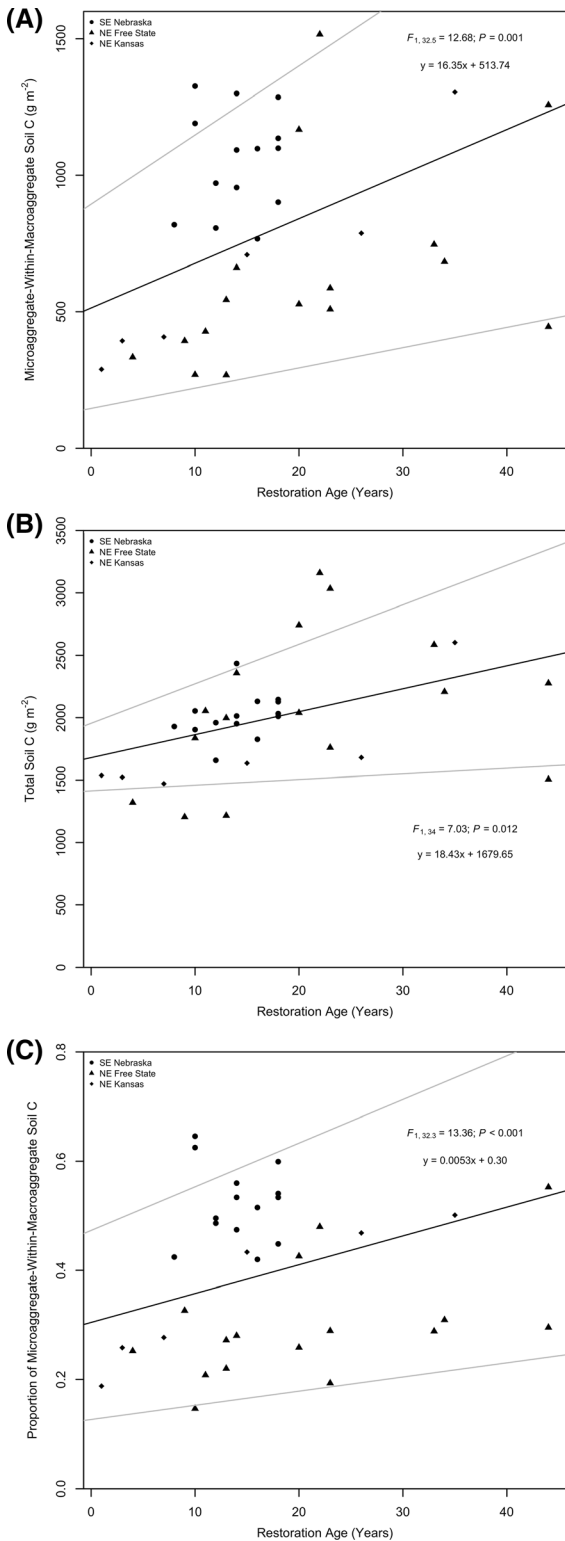 (A)
SE Nebraska
NE Free State
NE Kansas
F1, 32.5 = 12.68; P = 0.001
y = 16.35x + 513.74
Microaggregate-Within-Macroaggregate Soil C (g m-2)
1500
1000
500
0
0 10 20 30 40
Restoration Age (Years)
(B)
SE Nebraska
NE Free State
NE Kansas
Total Soil C (g m-2)
3500
3000
2500
2000
1500
1000
500
0
F1, 34 = 7.03; P = 0.012
y = 18.43x + 1679.65
0 10 20 30 40
Restoration Age (Years)
(C)
SE Nebraska
NE Free State
NE Kansas
F1, 32.3 = 13.36; P < 0.001
y = 0.0053x + 0.30
Proportion of Microaggregate-Within-Macroaggregate Soil C
0.8
0.6
0.4
0.2
0.0
0 10 20 30 40
Restoration Age (Years)